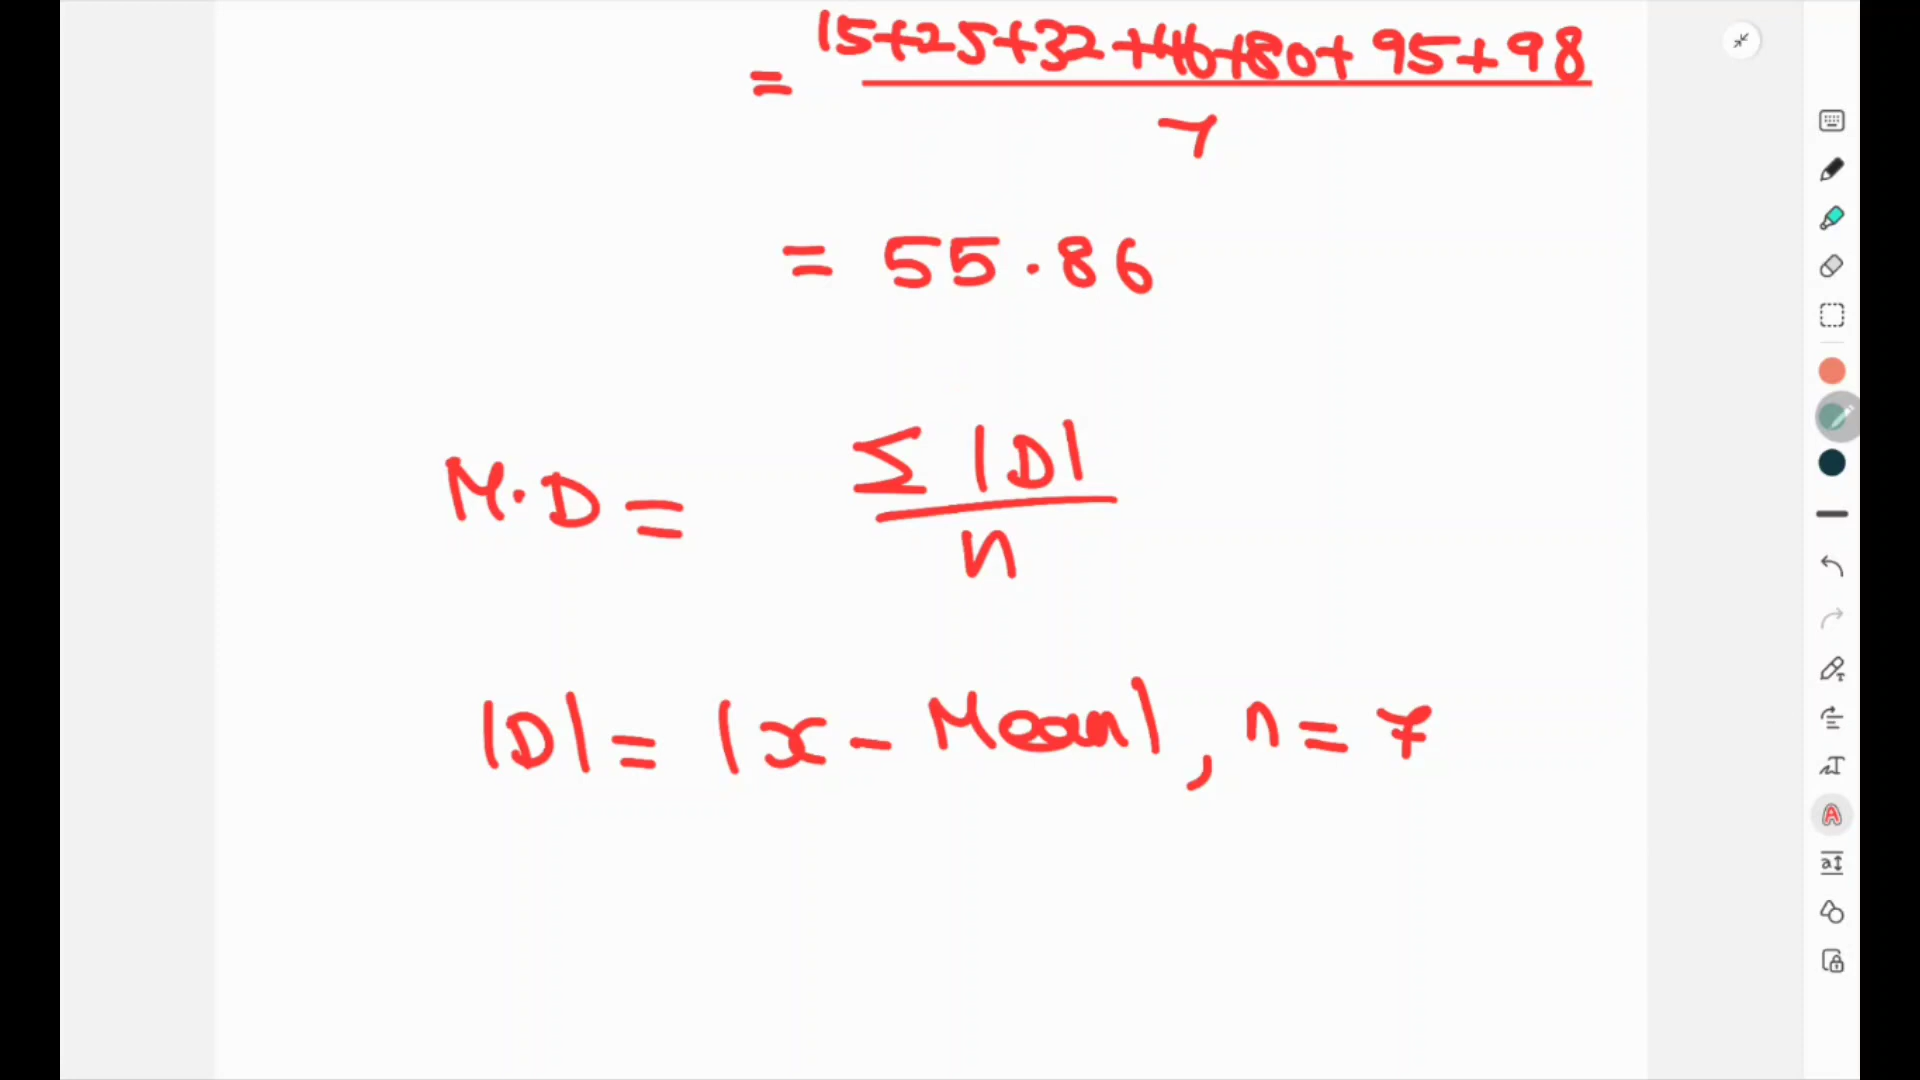 15+25+32+46+80+95+98
=
7
= 55.86
M.D = Σ |D|
n
|D| = |x - Mean|, n = 7